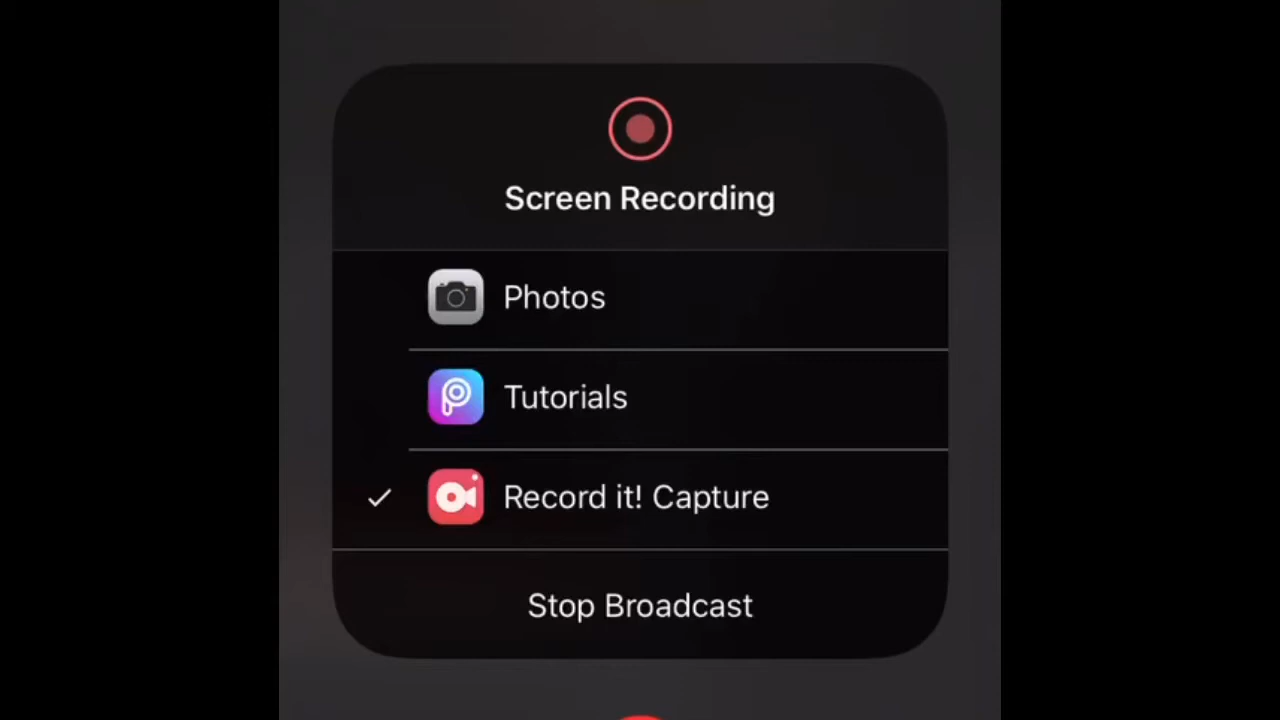 Screen Recording
Photos
Tutorials
Record it! Capture
Stop Broadcast